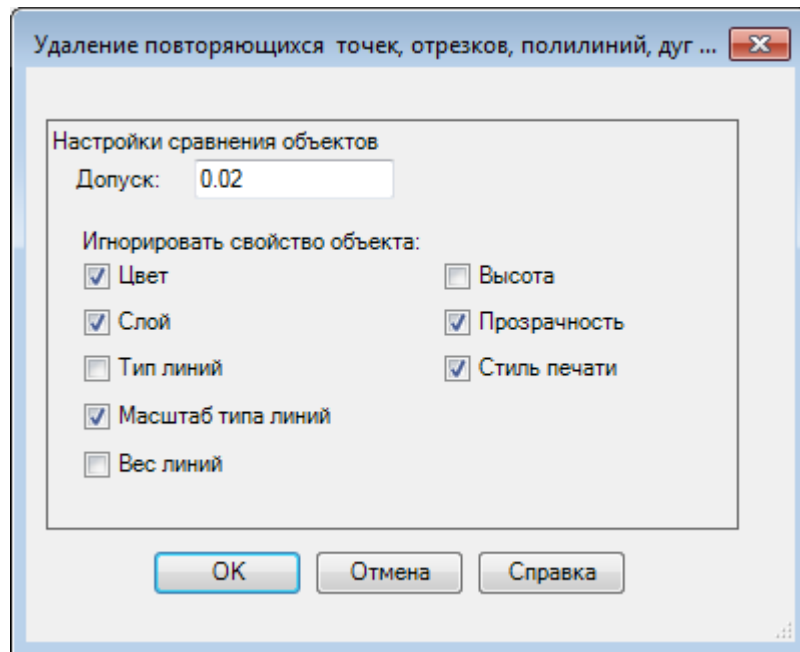 Удаление повторяющихся точек, отрезков, полилиний, дуг ...
Настройки сравнения объектов
Допуск: 0.02
Игнорировать свойство объекта:
Цвет Высота
Слой Прозрачность
Тип линий Стиль печати
Масштаб типа линий
Вес линий
OK Отмена Справка